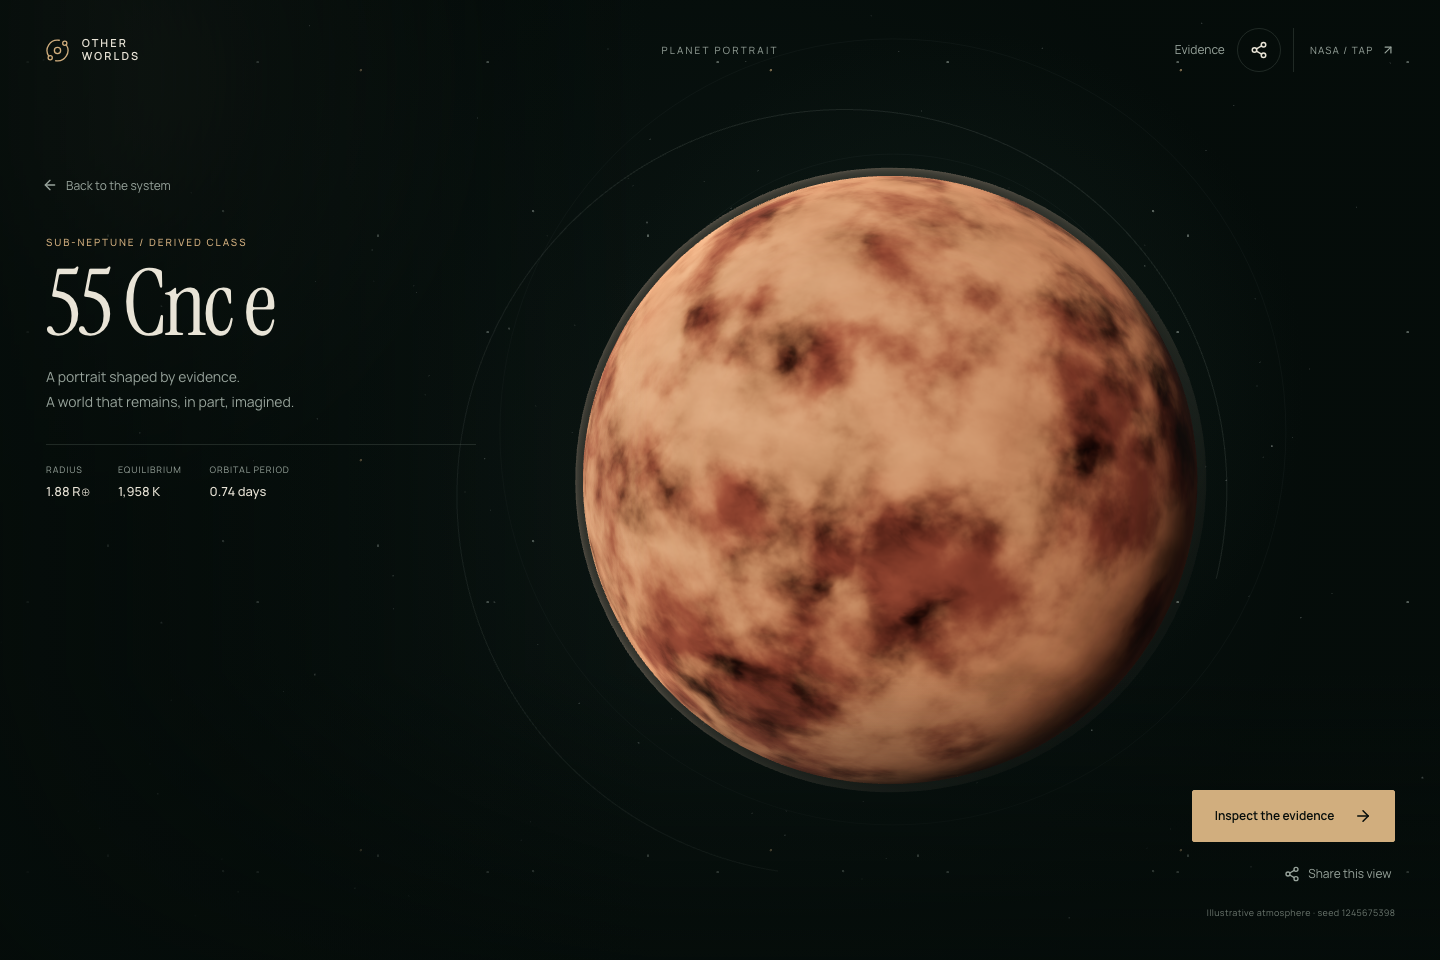 OTHER
WORLDS
PLANET PORTRAIT
Evidence
NASA / TAP
Back to the system
SUB-NEPTUNE / DERIVED CLASS
55 Cnc e
A portrait shaped by evidence.
A world that remains, in part, imagined.
RADIUS EQUILIBRIUM ORBITAL PERIOD
1.88 R⊕ 1,958 K 0.74 days
Inspect the evidence
Share this view
Illustrative atmosphere · seed 1245675398